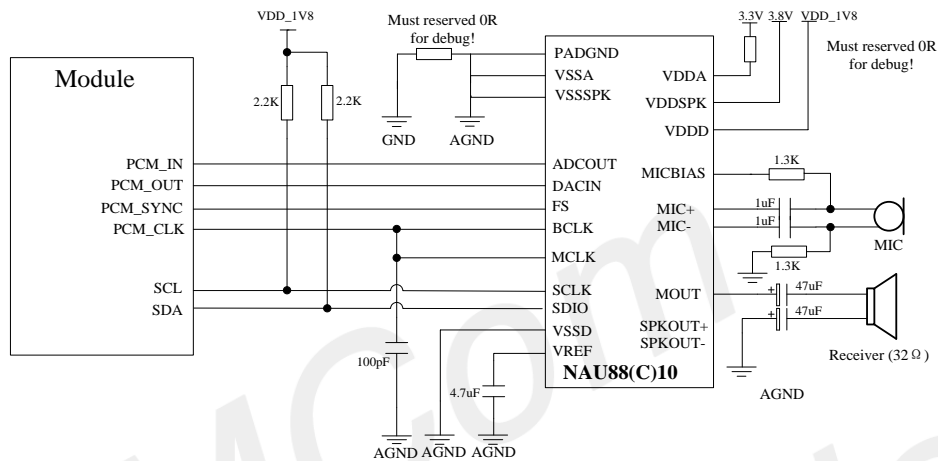 VDD_1V8
Must reserved 0R
for debug!
3.3V 3.8V VDD_1V8
Must reserved 0R
for debug!
Module
2.2K
2.2K
GND
AGND
PADGND
VSSA
VSSSPK
VDDA
VDDSPK
VDDD
PCM_IN
PCM_OUT
PCM_SYNC
PCM_CLK
SCL
SDA
ADCOUT
DACIN
FS
BCLK
MCLK
SCLK
SDIO
VSSD
VREF
NAU88(C)10
MICBIAS
MIC+
MIC-
MOUT
SPKOUT+
SPKOUT-
1.3K
1uF
1uF
MIC
1.3K
+
47uF
+
47uF
Receiver (32Ω)
AGND
100pF
4.7uF
AGND
AGND
AGND